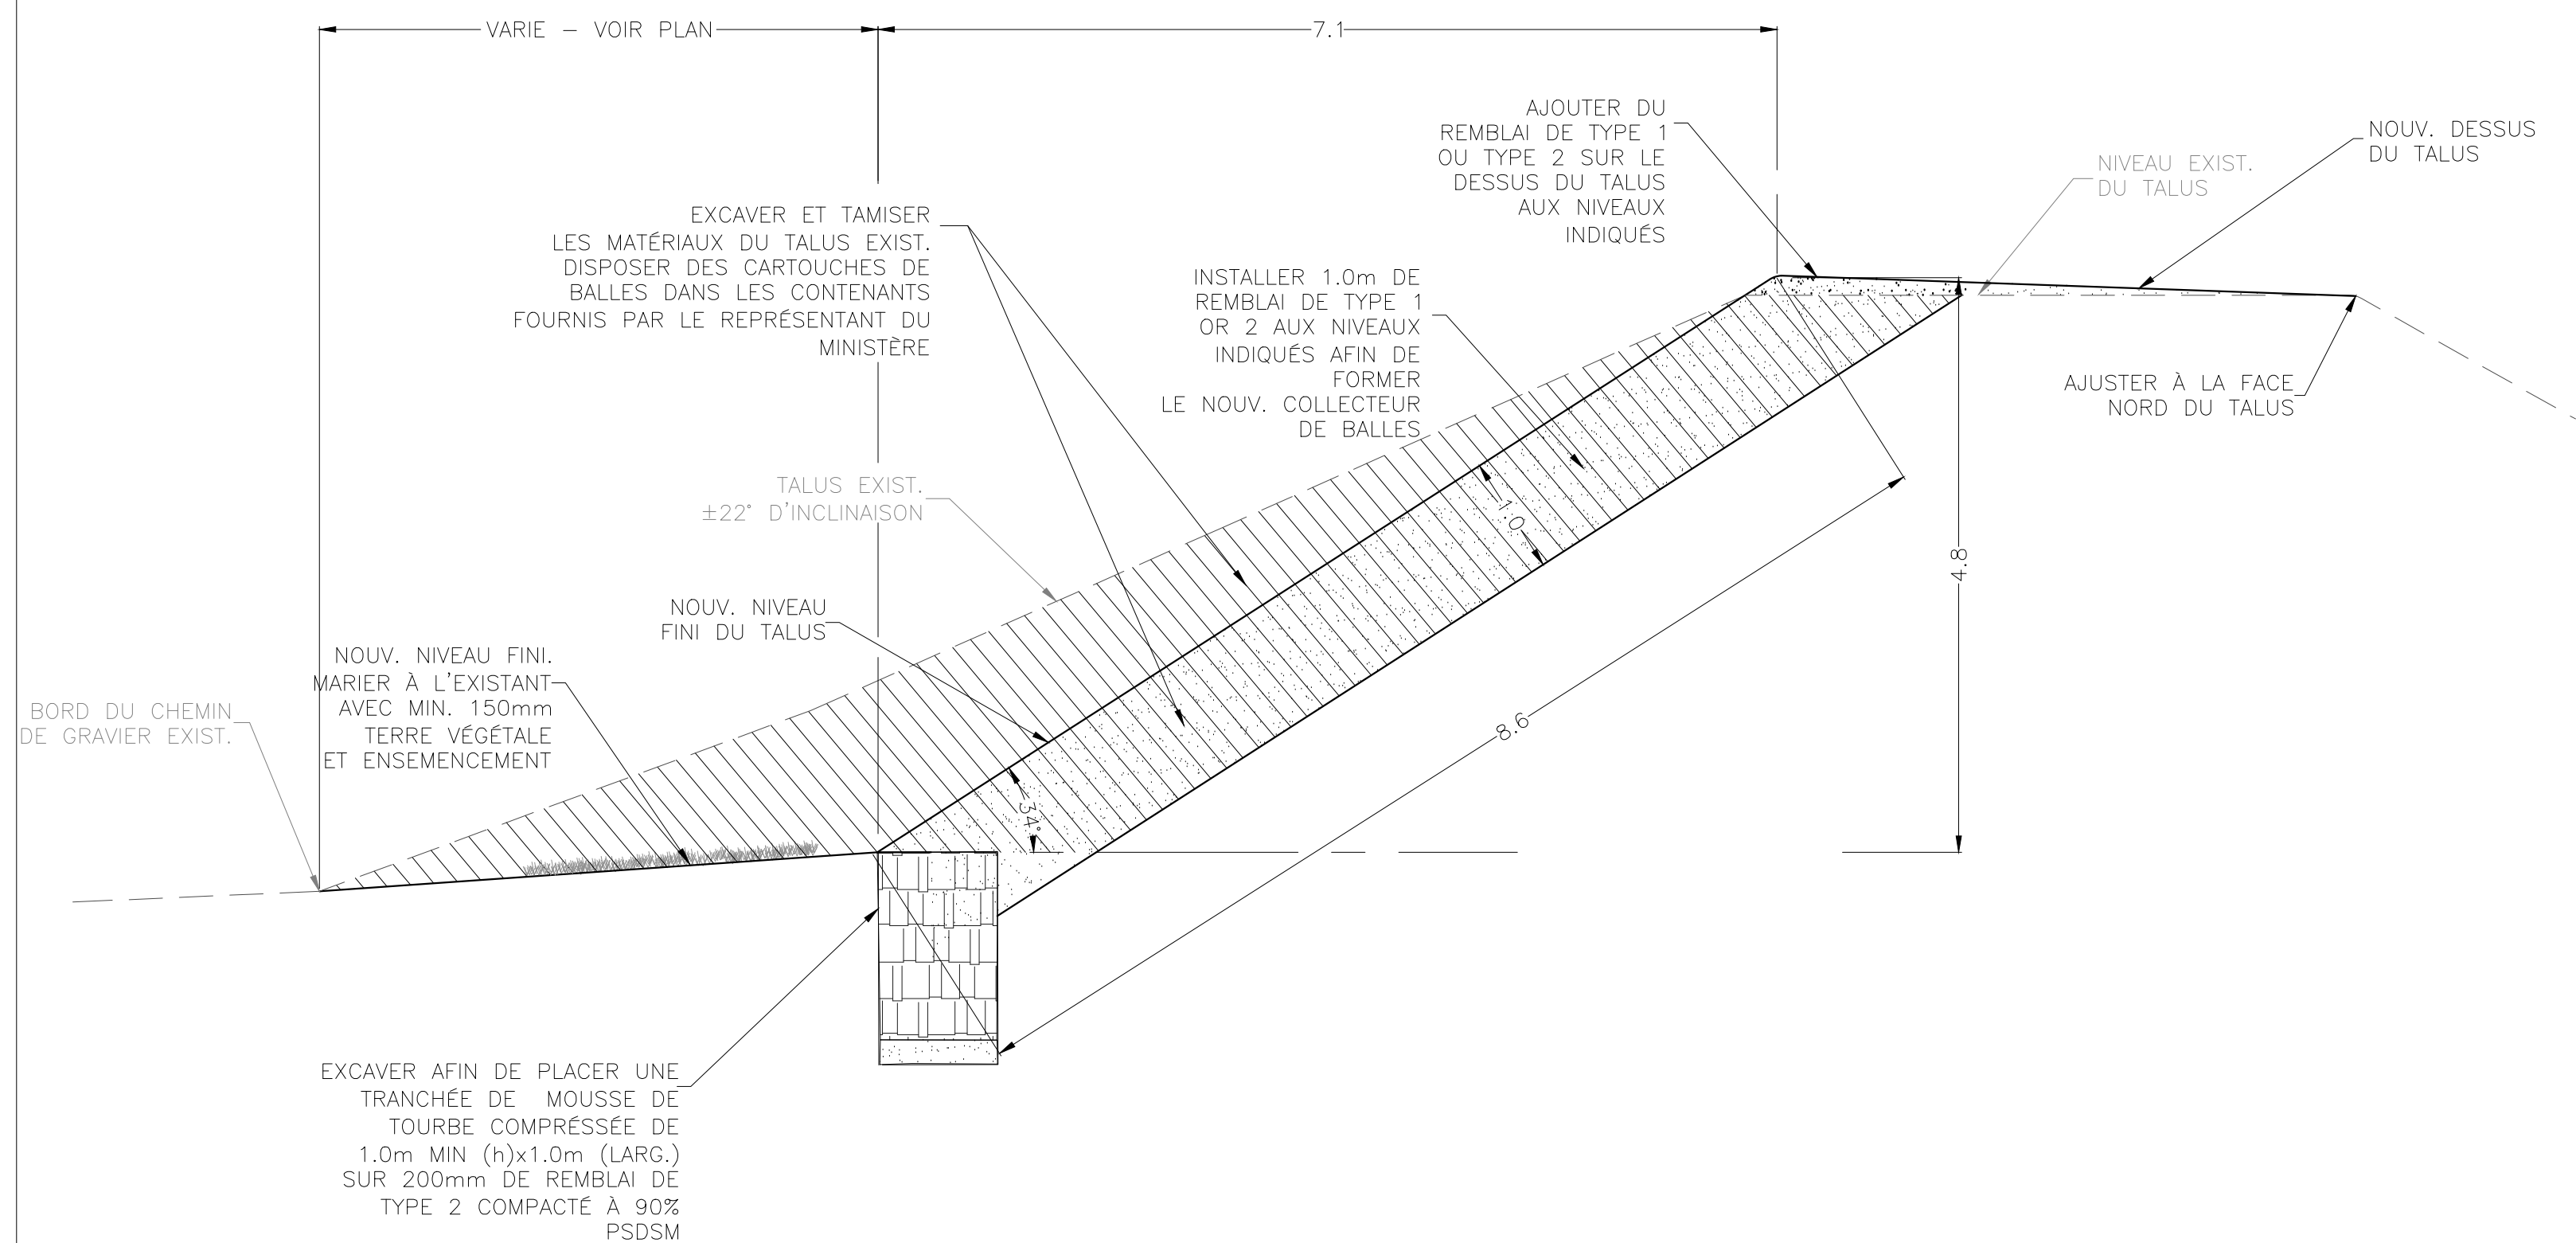 VARIE – VOIR PLAN
7.1
AJOUTER DU
REMBLAI DE TYPE 1
OU TYPE 2 SUR LE
DESSUS DU TALUS
AUX NIVEAUX
INDIQUÉS
NOUV. DESSUS
DU TALUS
NIVEAU EXIST.
DU TALUS
EXCAVER ET TAMISER
LES MATÉRIAUX DU TALUS EXIST.
DISPOSER DES CARTOUCHES DE
BALLES DANS LES CONTENANTS
FOURNIS PAR LE REPRÉSENTANT DU
MINISTÈRE
INSTALLER 1.0m DE
REMBLAI DE TYPE 1
OR 2 AUX NIVEAUX
INDIQUÉS AFIN DE
FORMER
LE NOUV. COLLECTEUR
DE BALLES
AJUSTER À LA FACE
NORD DU TALUS
TALUS EXIST.
±22° D'INCLINAISON
1.0
4.8
NOUV. NIVEAU
FINI DU TALUS
NOUV. NIVEAU FINI.
MARIER À L'EXISTANT
AVEC MIN. 150mm
TERRE VÉGÉTALE
ET ENSEMENCEMENT
BORD DU CHEMIN
DE GRAVIER EXIST.
8.6
34°
EXCAVER AFIN DE PLACER UNE
TRANCHÉE DE  MOUSSE DE
TOURBE COMPRÉSSÉE DE
1.0m MIN (h)x1.0m (LARG.)
SUR 200mm DE REMBLAI DE
TYPE 2 COMPACTÉ À 90%
PSDSM